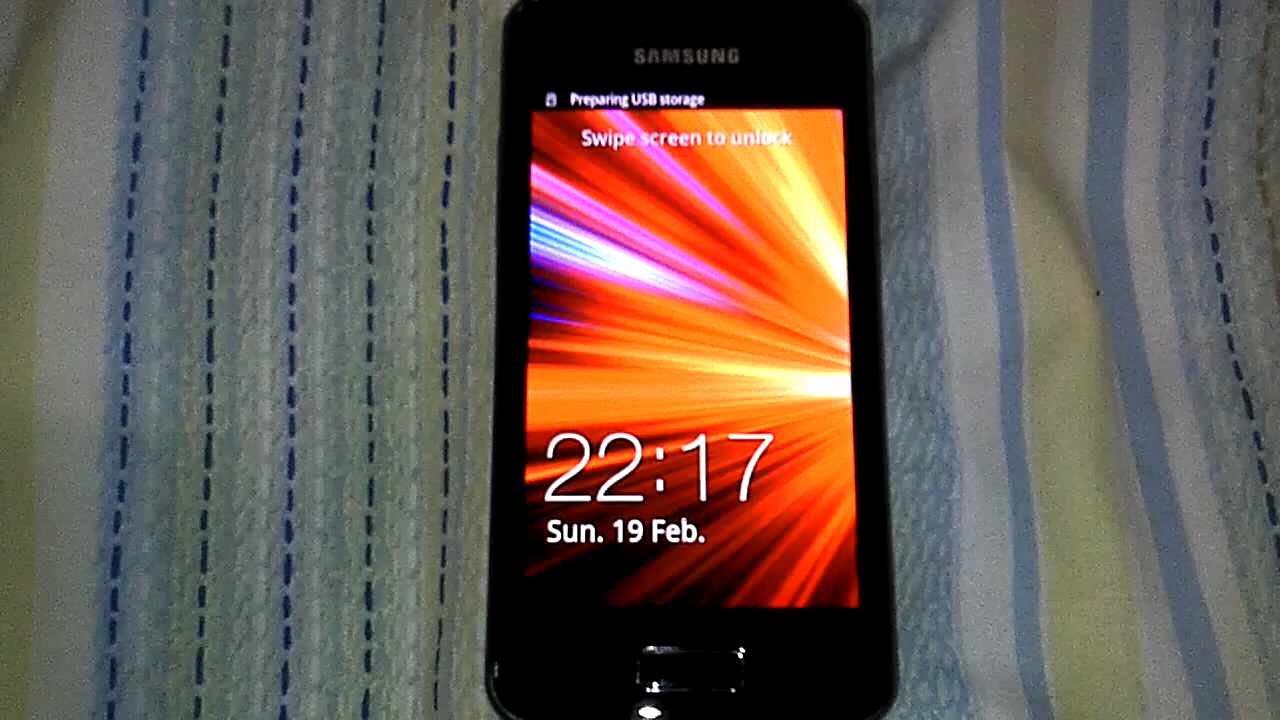 SAMSUNG
Preparing USB storage
Swipe screen to unlock
22:17
Sun. 19 Feb.